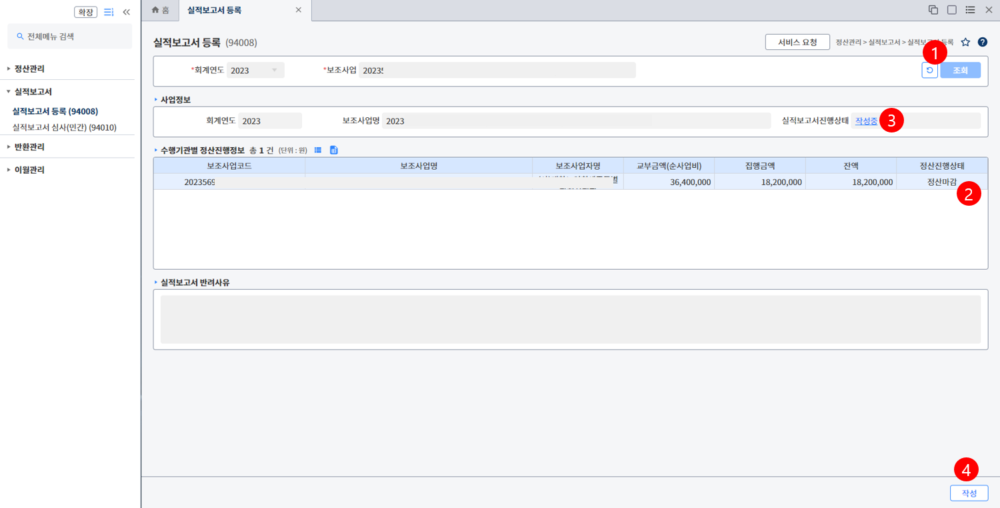 확장
홈 실적보고서 등록
전체메뉴 검색
정산관리
실적보고서
실적보고서 등록 (94008)
실적보고서 심사(민간) (94010)
반환관리
이월관리
실적보고서 등록 (94008)
서비스 요청 정산관리 > 실적보고서 > 등록
1
*회계연도 2023 *보조사업 조회
사업정보
회계연도 2023 보조사업명 2023 실적보고서진행상태 작성중 3
수행기관별 정산진행정보 총 1 건 (단위 : 원)
보조사업코드 보조사업명 보조사업자명 교부금액(순사업비) 집행금액 잔액 정산진행상태
36,400,000 18,200,000 18,200,000 정산마감
2
실적보고서 반려사유
4
작성